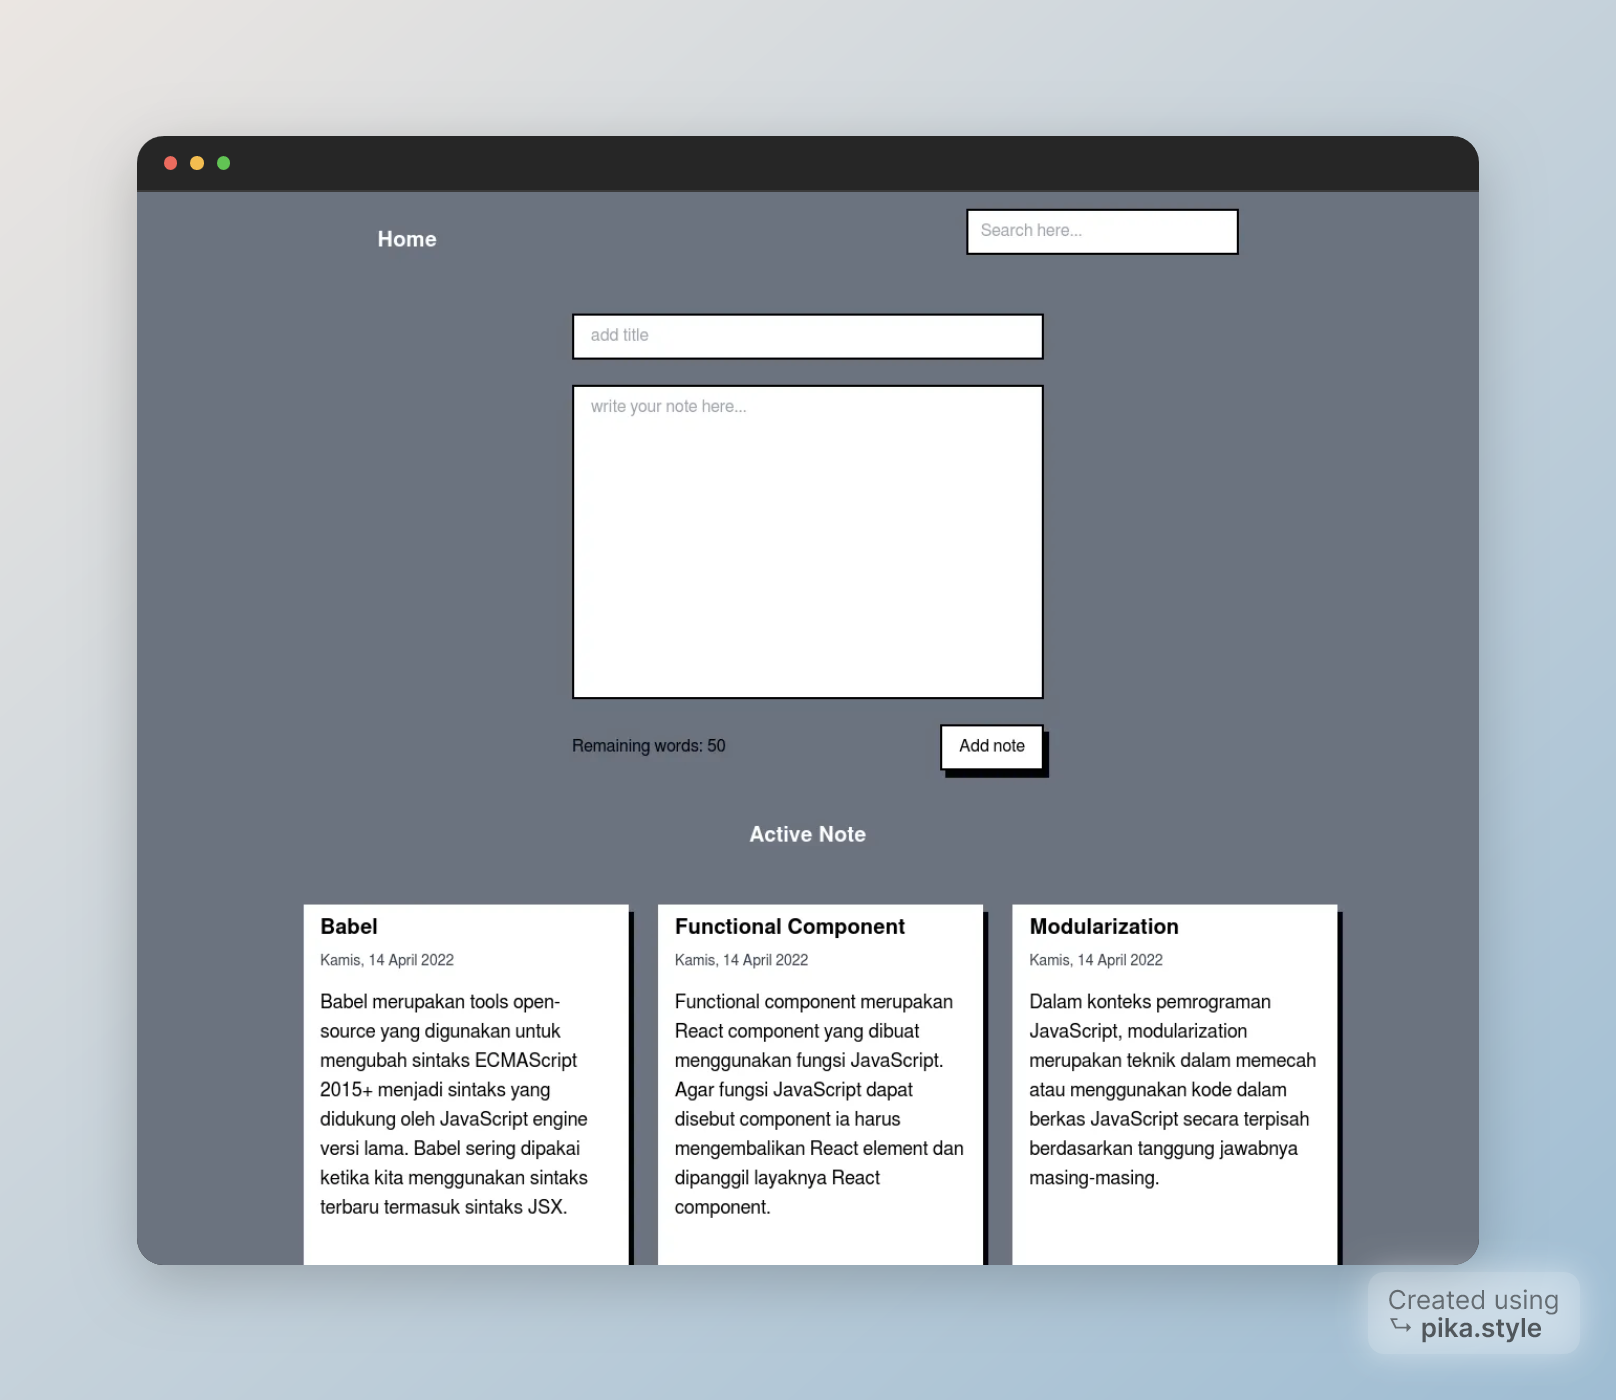 Home
Search here...
add title
write your note here...
Remaining words: 50
Add note
Active Note
Babel
Kamis, 14 April 2022
Babel merupakan tools open-
source yang digunakan untuk
mengubah sintaks ECMAScript
2015+ menjadi sintaks yang
didukung oleh JavaScript engine
versi lama. Babel sering dipakai
ketika kita menggunakan sintaks
terbaru termasuk sintaks JSX.
Functional Component
Kamis, 14 April 2022
Functional component merupakan
React component yang dibuat
menggunakan fungsi JavaScript.
Agar fungsi JavaScript dapat
disebut component ia harus
mengembalikan React element dan
dipanggil layaknya React
component.
Modularization
Kamis, 14 April 2022
Dalam konteks pemrograman
JavaScript, modularization
merupakan teknik dalam memecah
atau menggunakan kode dalam
berkas JavaScript secara terpisah
berdasarkan tanggung jawabnya
masing-masing.
Created using
pika.style